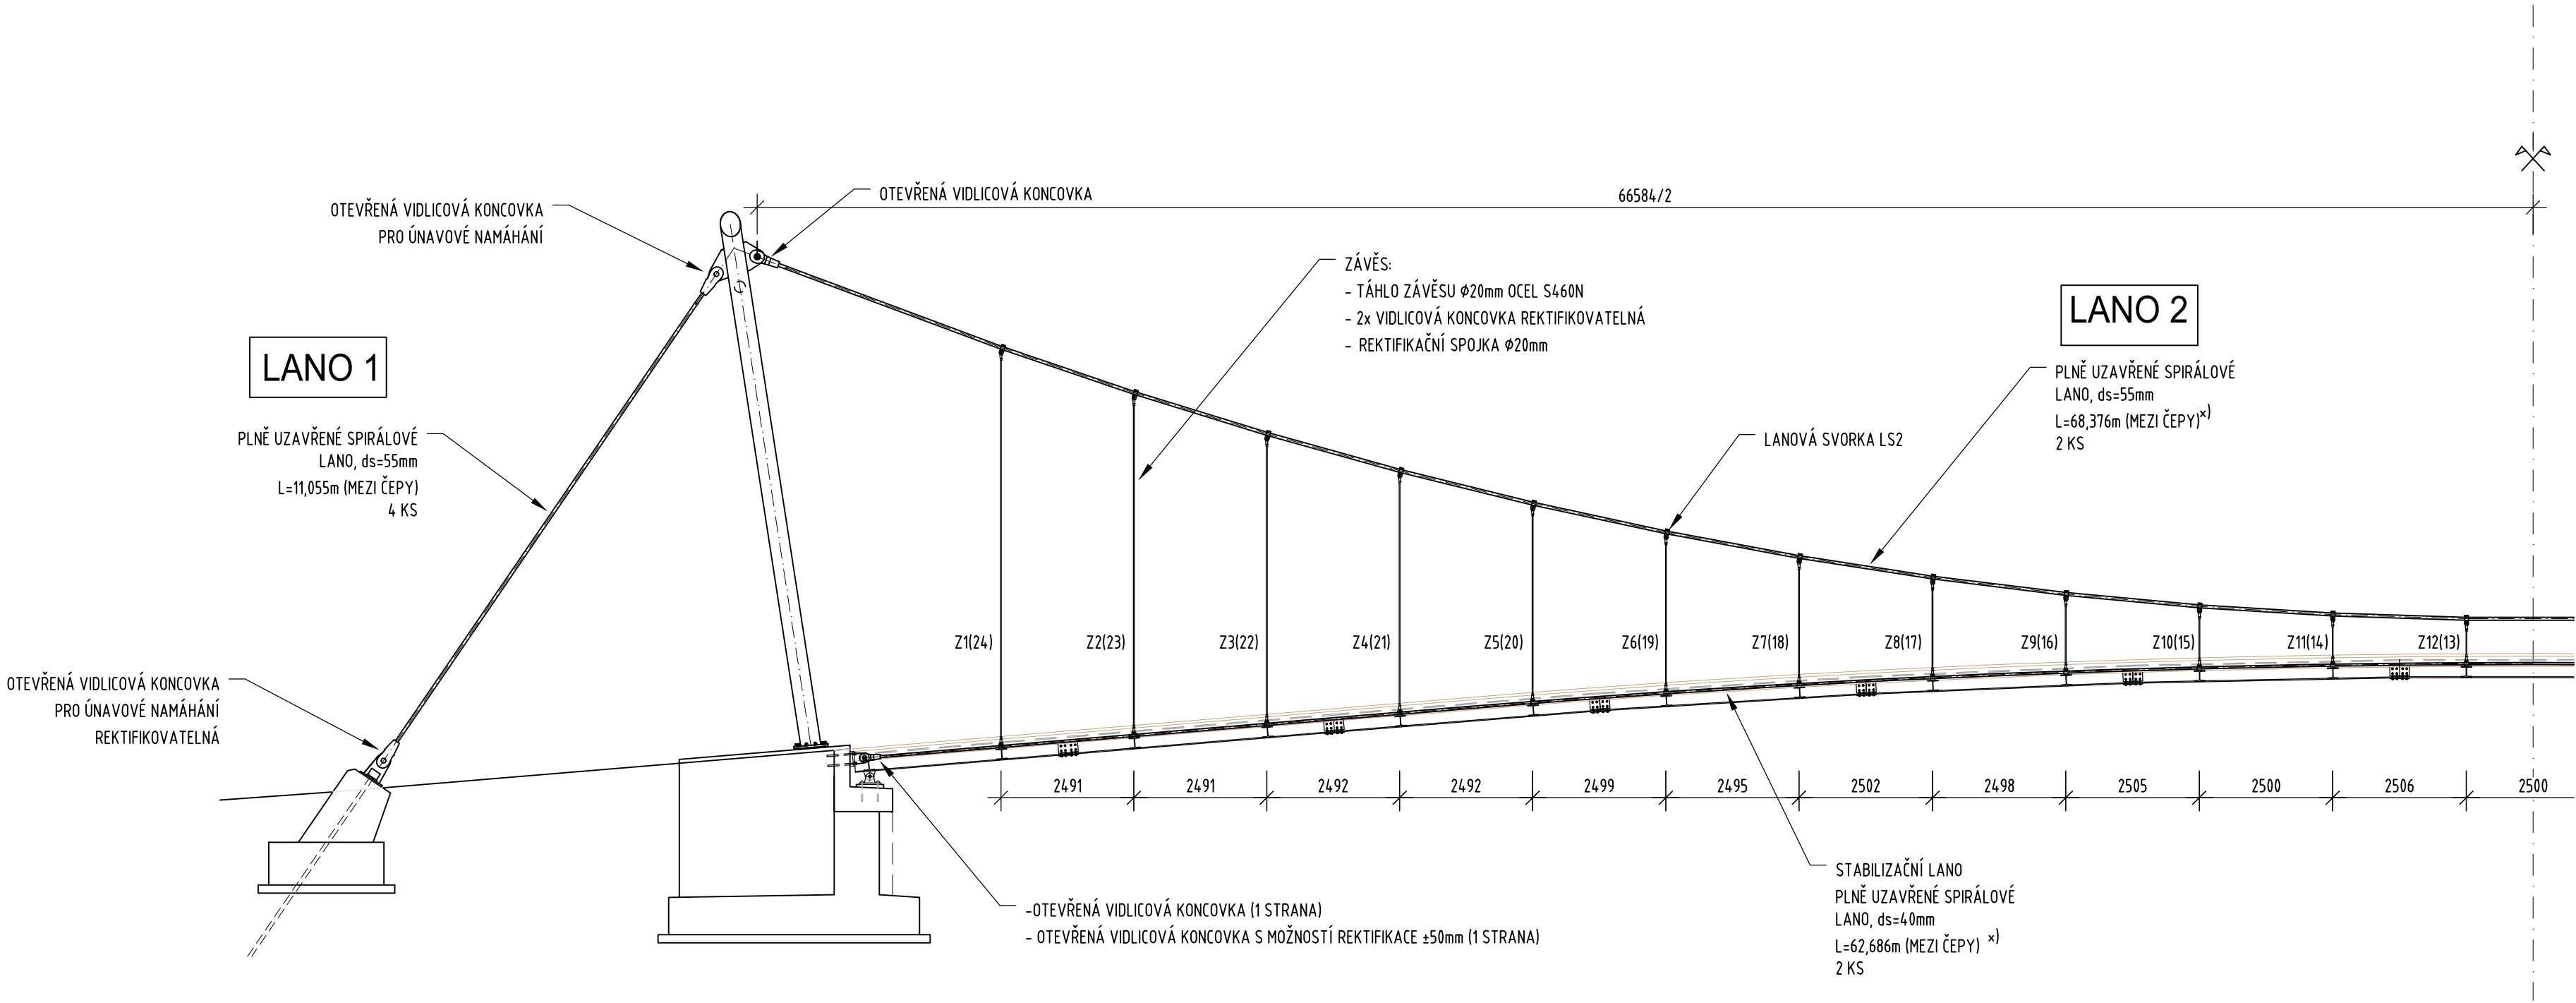 66584/2
OTEVŘENÁ VIDLICOVÁ KONCOVKA
PRO ÚNAVOVÉ NAMÁHÁNÍ
OTEVŘENÁ VIDLICOVÁ KONCOVKA
ZÁVĚS:
- TÁHLO ZÁVĚSU Φ20mm OCEL S460N
- 2x VIDLICOVÁ KONCOVKA REKTIFIKOVATELNÁ
- REKTIFIKAČNÍ SPOJKA Φ20mm
LANO 2
PLNĚ UZAVŘENÉ SPIRÁLOVÉ
LANO, ds=55mm
L=68,376m (MEZI ČEPY)x)
2 KS
LANO 1
PLNĚ UZAVŘENÉ SPIRÁLOVÉ
LANO, ds=55mm
L=11,055m (MEZI ČEPY)
4 KS
LANOVÁ SVORKA LS2
Z1(24)
Z2(23)
Z3(22)
Z4(21)
Z5(20)
Z6(19)
Z7(18)
Z8(17)
Z9(16)
Z10(15)
Z11(14)
Z12(13)
OTEVŘENÁ VIDLICOVÁ KONCOVKA
PRO ÚNAVOVÉ NAMÁHÁNÍ
REKTIFIKOVATELNÁ
2491
2491
2492
2492
2499
2495
2502
2498
2505
2500
2506
2500
-OTEVŘENÁ VIDLICOVÁ KONCOVKA (1 STRANA)
- OTEVŘENÁ VIDLICOVÁ KONCOVKA S MOŽNOSTÍ REKTIFIKACE ±50mm (1 STRANA)
STABILIZAČNÍ LANO
PLNĚ UZAVŘENÉ SPIRÁLOVÉ
LANO, ds=40mm
L=62,686m (MEZI ČEPY) x)
2 KS